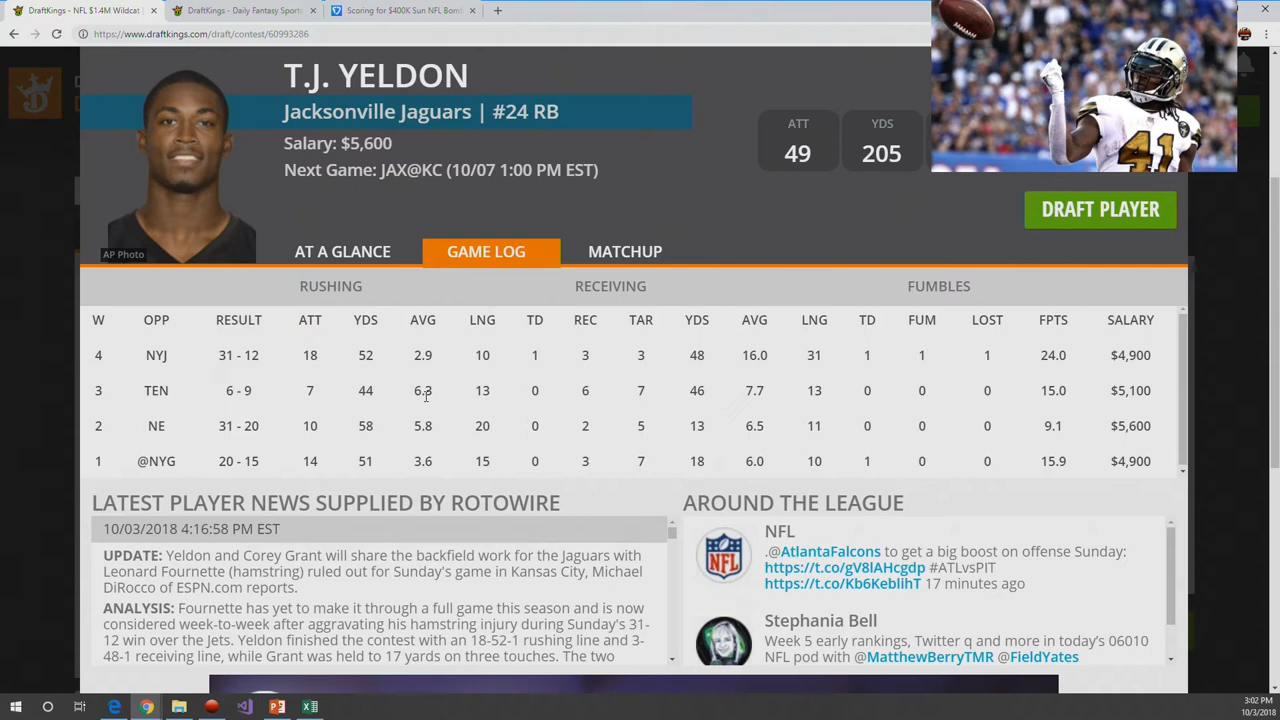 DraftKings - NFL $1.4M Wildcat
DraftKings - Daily Fantasy Sports
Scoring for $400K Sun NFL Bomb
https://www.draftkings.com/draft/contest/60993286
T.J. YELDON
Jacksonville Jaguars | #24 RB
Salary: $5,600
Next Game: JAX@KC (10/07 1:00 PM EST)
ATT YDS
49 205
41
DRAFT PLAYER
AP Photo
AT A GLANCE GAME LOG MATCHUP
RUSHING RECEIVING FUMBLES
W OPP RESULT ATT YDS AVG LNG TD REC TAR YDS AVG LNG TD FUM LOST FPTS SALARY
4 NYJ 31 - 12 18 52 2.9 10 1 3 3 48 16.0 31 1 1 1 24.0 $4,900
3 TEN 6 - 9 7 44 6.3 13 0 6 7 46 7.7 13 0 0 0 15.0 $5,100
2 NE 31 - 20 10 58 5.8 20 0 2 5 13 6.5 11 0 0 0 9.1 $5,600
1 @NYG 20 - 15 14 51 3.6 15 0 3 7 18 6.0 10 1 0 0 15.9 $4,900
LATEST PLAYER NEWS SUPPLIED BY ROTOWIRE
10/03/2018 4:16:58 PM EST
UPDATE: Yeldon and Corey Grant will share the backfield work for the Jaguars with
Leonard Fournette (hamstring) ruled out for Sunday's game in Kansas City, Michael
DiRocco of ESPN.com reports.
ANALYSIS: Fournette has yet to make it through a full game this season and is now
considered week-to-week after aggravating his hamstring injury during Sunday's 31-
12 win over the Jets. Yeldon finished the contest with an 18-52-1 rushing line and 3-
48-1 receiving line, while Grant was held to 17 yards on three touches. The two
AROUND THE LEAGUE
NFL
.@AtlantaFalcons to get a big boost on offense Sunday:
https://t.co/gV8lAHcgdp #ATLvsPIT
https://t.co/Kb6KeblihT 17 minutes ago
Stephania Bell
Week 5 early rankings, Twitter q and more in today's 06010
NFL pod with @MatthewBerryTMR @FieldYates
3:02 PM
10/3/2018